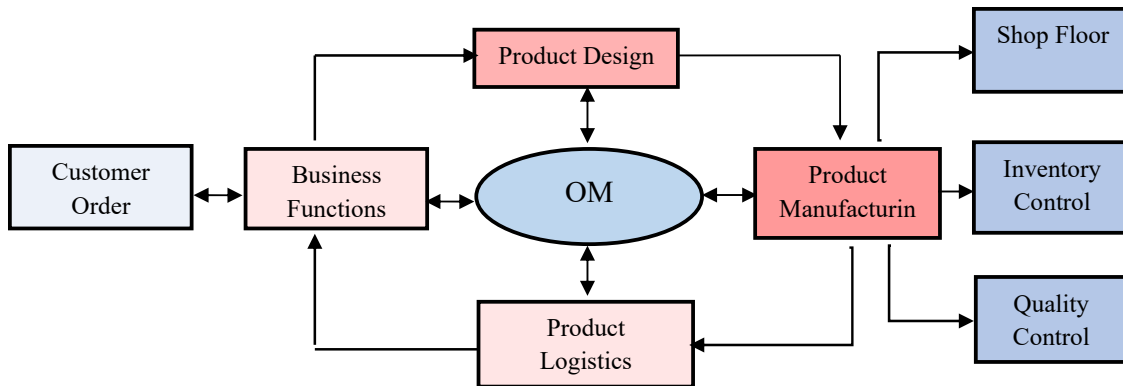 Product Design
Shop Floor
Customer
Order
Business
Functions
OM
Product
Manufacturin
Inventory
Control
Product
Logistics
Quality
Control